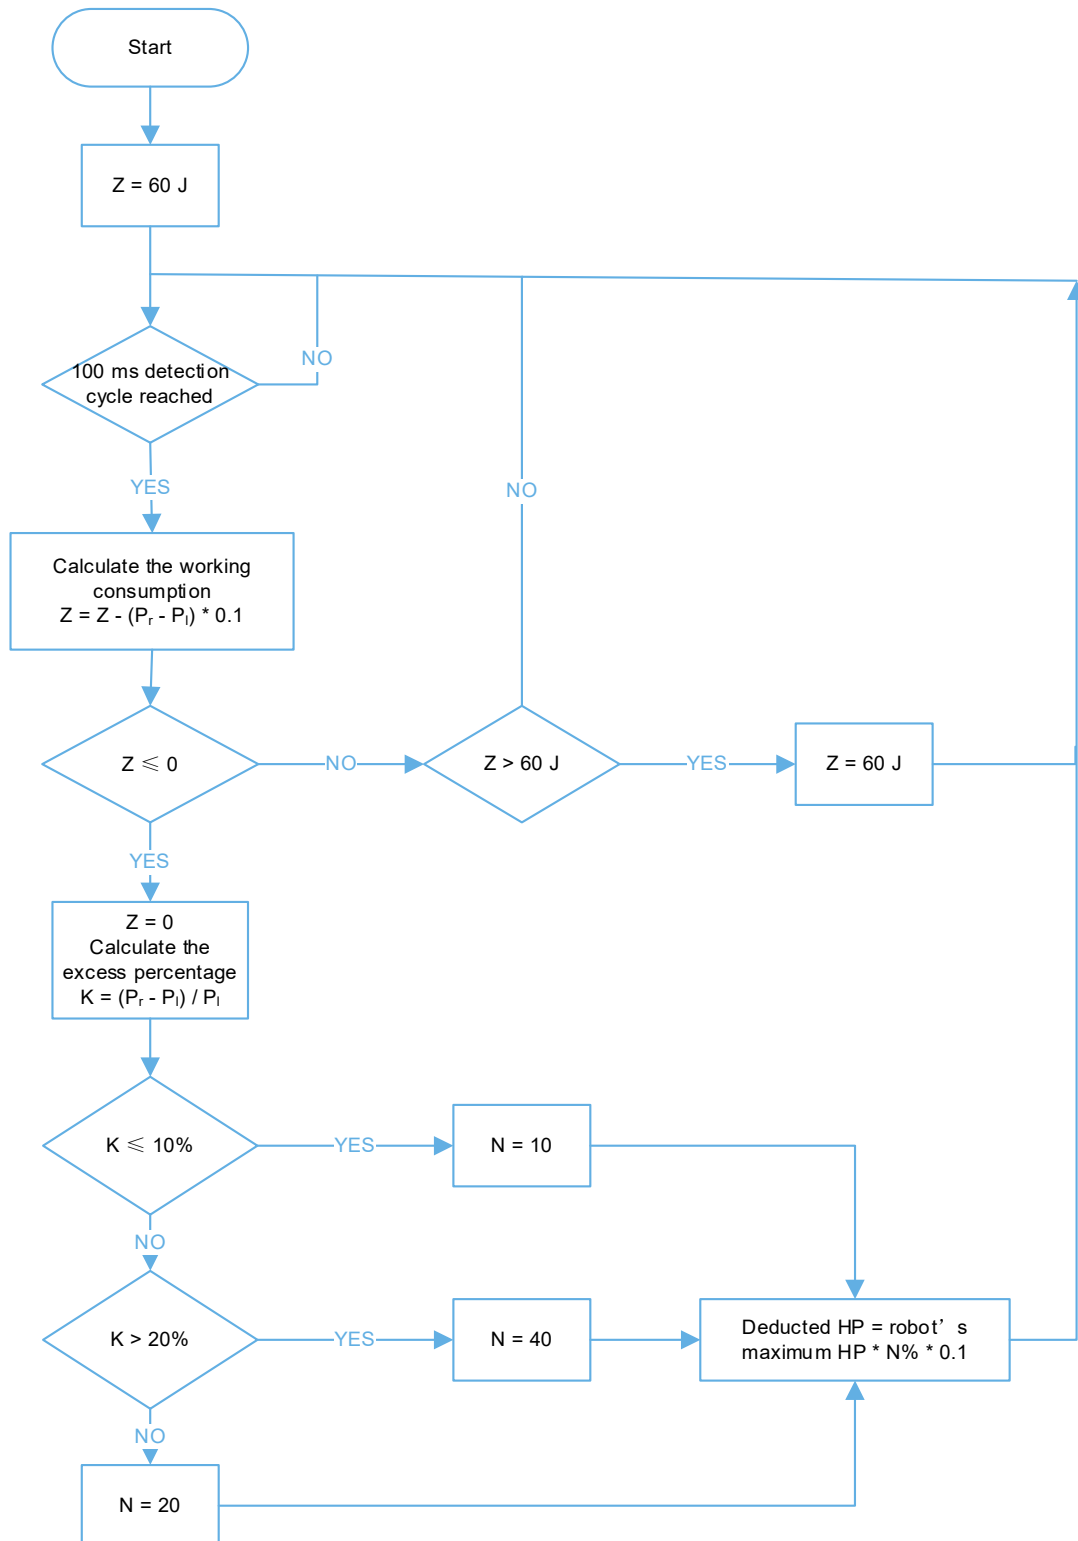 Start
Z = 60 J
100 ms detection
cycle reached
NO
YES
NO
Calculate the working
consumption
Z = Z - (Pr - Pl) * 0.1
Z ≤ 0
NO
Z > 60 J
YES
Z = 60 J
YES
Z = 0
Calculate the
excess percentage
K = (Pr - Pl) / Pl
K ≤ 10%
YES
N = 10
NO
K > 20%
YES
N = 40
Deducted HP = robot’s
maximum HP * N% * 0.1
NO
N = 20